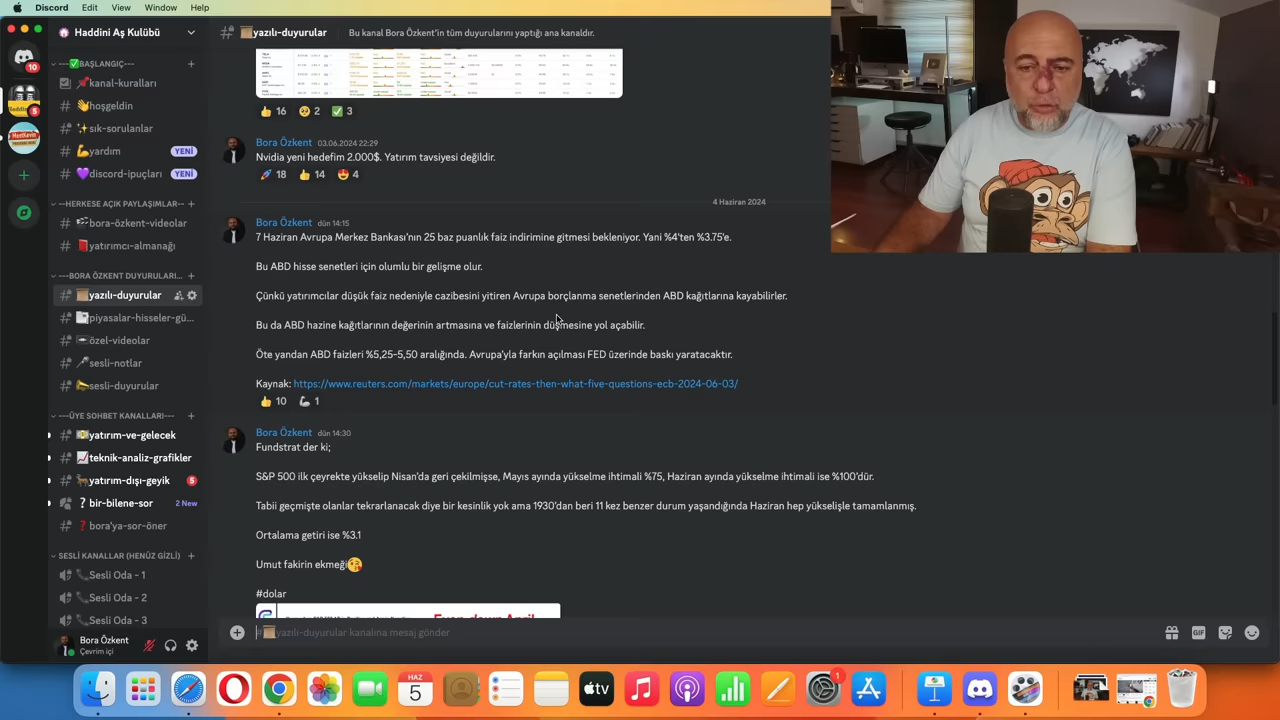 Discord Edit View Window Help
Haddini Aş Kulübü
yazılı-duyurular
Bu kanal Bora Özkent'in tüm duyurularını yaptığı ana kanaldır.
10
5
---✅BAŞLANGIÇ---
kanal-kuralları
hoşgeldin
sık-sorulanlar
yardım YENİ
discord-ipuçları YENİ
HERKESE AÇIK PAYLAŞIMLAR
bora-özkent-videolar
yatırımcı-almanağı
---BORA ÖZKENT DUYURULARI...
yazılı-duyurular
piyasalar-hisseler-gü...
özel-videolar
sesli-notlar
sesli-duyurular
---ÜYE SOHBET KANALLARI---
yatırım-ve-gelecek
teknik-analiz-grafikler
yatırım-dışı-geyik 5
bir-bilene-sor 2 New
bora'ya-sor-öner
SESLİ KANALLAR (HENÜZ GİZLİ)
Sesli Oda - 1
Sesli Oda - 2
Sesli Oda - 3
Bora Özkent
Çevrim içi
👍 16 🥺 2 ✅ 3
Bora Özkent 03.06.2024 22:29
Nvidia yeni hedefim 2.000$. Yatırım tavsiyesi değildir.
🚀 18 👍 14 😍 4
4 Haziran 2024
Bora Özkent dün 14:15
7 Haziran Avrupa Merkez Bankası'nın 25 baz puanlık faiz indirimine gitmesi bekleniyor. Yani %4'ten %3.75'e.
Bu ABD hisse senetleri için olumlu bir gelişme olur.
Çünkü yatırımcılar düşük faiz nedeniyle cazibesini yitiren Avrupa borçlanma senetlerinden ABD kağıtlarına kayabilirler.
Bu da ABD hazine kağıtlarının değerinin artmasına ve faizlerinin düşmesine yol açabilir.
Öte yandan ABD faizleri %5,25-5,50 aralığında. Avrupa'yla farkın açılması FED üzerinde baskı yaratacaktır.
Kaynak: https://www.reuters.com/markets/europe/cut-rates-then-what-five-questions-ecb-2024-06-03/
👍 10 🦾 1
Bora Özkent dün 14:30
Fundstrat der ki;
S&P 500 ilk çeyrekte yükselip Nisan'da geri çekilmişse, Mayıs ayında yükselme ihtimali %75, Haziran ayında yükselme ihtimali ise %100'dür.
Tabii geçmişte olanlar tekrarlanacak diye bir kesinlik yok ama 1930'dan beri 11 kez benzer durum yaşandığında Haziran hep yükselişle tamamlanmış.
Ortalama getiri ise %3.1
Umut fakirin ekmeği😘
#dolar
#yazılı-duyurular kanalına mesaj gönder
GIF
HAZ
5
tv
1